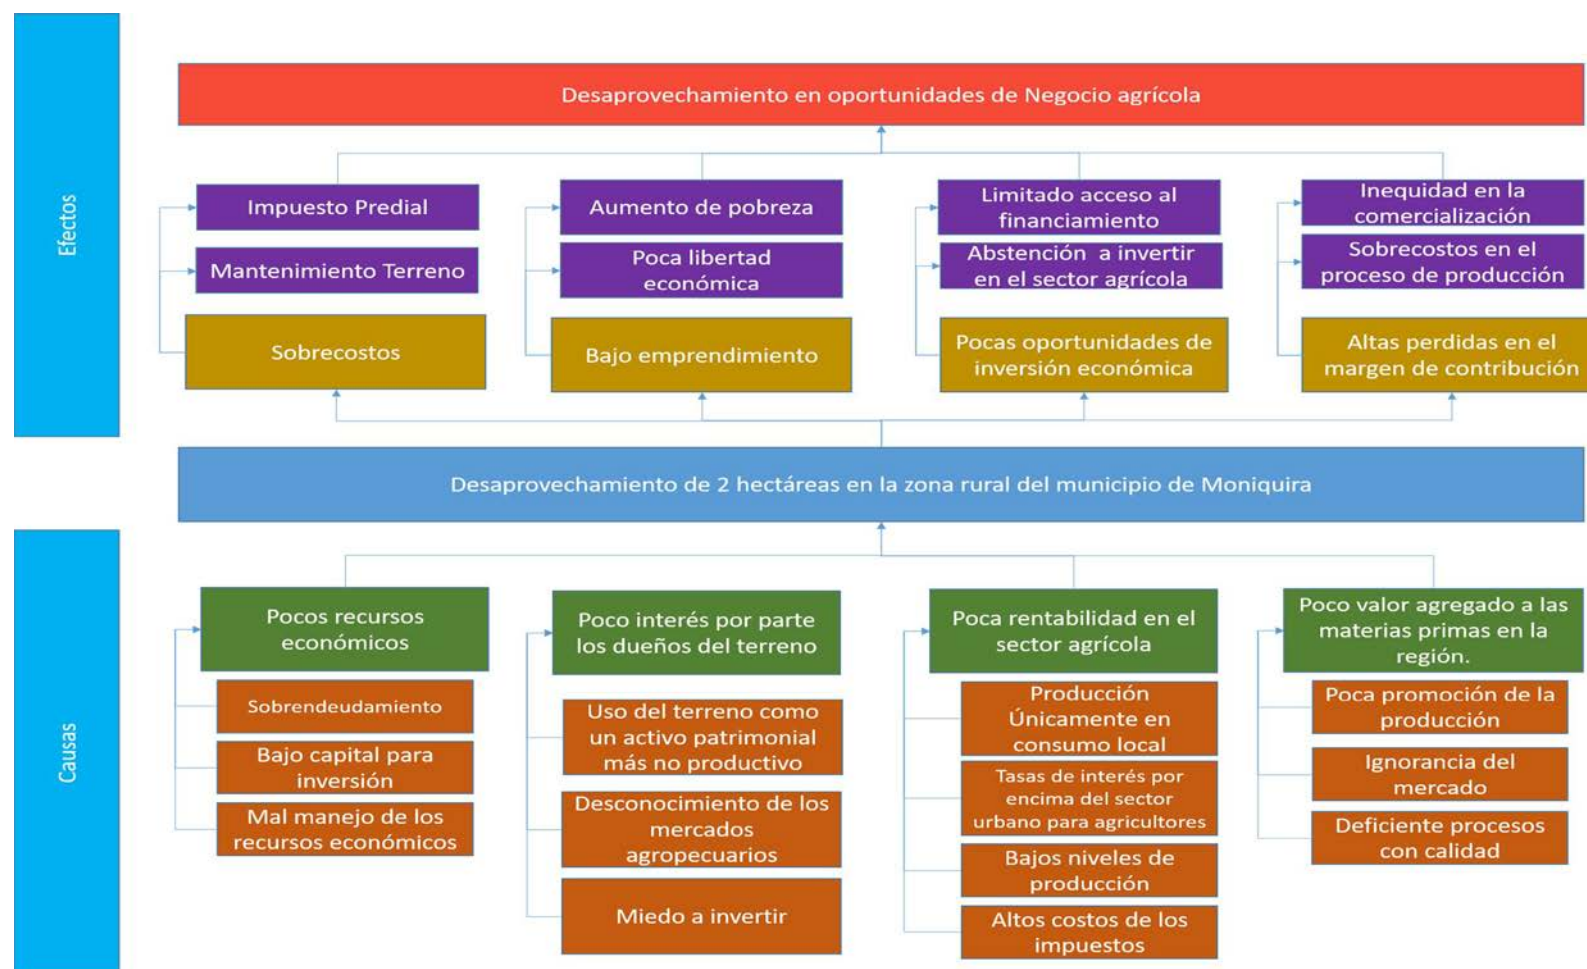 Efectos
Desaprovechamiento en oportunidades de Negocio agrícola
Impuesto Predial
Mantenimiento Terreno
Sobrecostos
Aumento de pobreza
Poca libertad
económica
Bajo emprendimiento
Limitado acceso al
financiamiento
Abstención a invertir
en el sector agrícola
Pocas oportunidades de
inversión económica
Inequidad en la
comercialización
Sobrecostos en el
proceso de producción
Altas perdidas en el
margen de contribución
Desaprovechamiento de 2 hectáreas en la zona rural del municipio de Moniquira
Causas
Pocos recursos
económicos
Sobrendeudamiento
Bajo capital para
inversión
Mal manejo de los
recursos económicos
Poco interés por parte
los dueños del terreno
Uso del terreno como
un activo patrimonial
más no productivo
Desconocimiento de los
mercados
agropecuarios
Miedo a invertir
Poca rentabilidad en el
sector agrícola
Producción
Únicamente en
consumo local
Tasas de interés por
encima del sector
urbano para agricultores
Bajos niveles de
producción
Altos costos de los
impuestos
Poco valor agregado a las
materias primas en la
región.
Poca promoción de la
producción
Ignorancia del
mercado
Deficiente procesos
con calidad